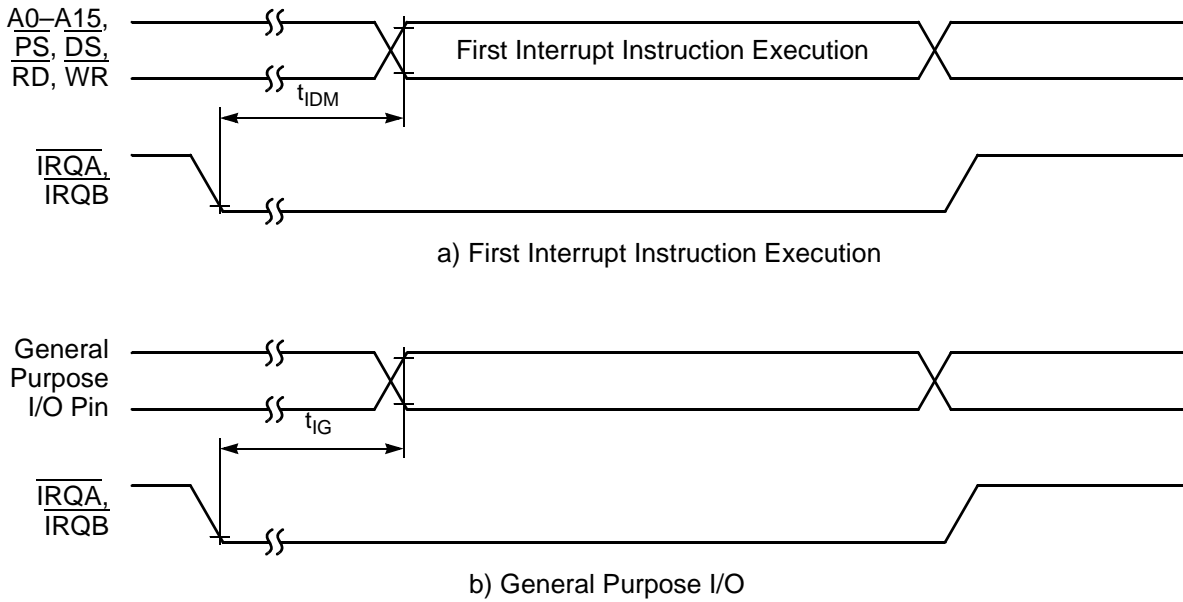 A0–A15,
PS, DS,
RD, WR
First Interrupt Instruction Execution
tIDM
IRQA,
IRQB
a) First Interrupt Instruction Execution
General
Purpose
I/O Pin
tIG
IRQA,
IRQB
b) General Purpose I/O